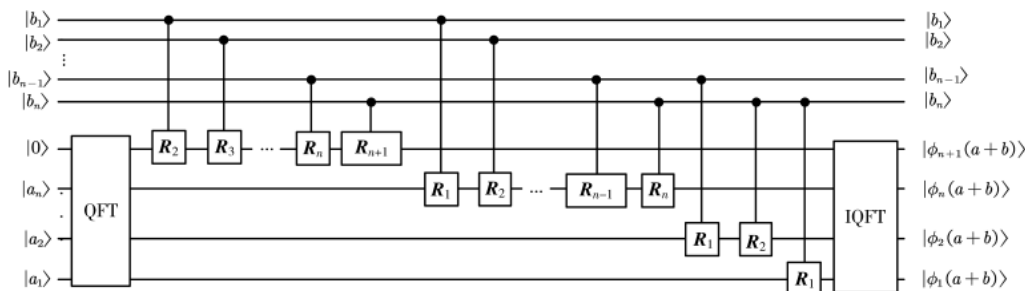 |b₁⟩ |b₁⟩
|b₂⟩ |b₂⟩
⋮
|bₙ₋₁⟩ |bₙ₋₁⟩
|bₙ⟩ |bₙ⟩
|0⟩ QFT R₂ R₃ ... Rₙ Rₙ₊₁ IQFT |ϕₙ₊₁(a+b)⟩
|aₙ⟩ R₁ R₂ ... Rₙ₋₁ Rₙ |ϕₙ(a+b)⟩
|a₂⟩ R₁ R₂ |ϕ₂(a+b)⟩
|a₁⟩ R₁ |ϕ₁(a+b)⟩